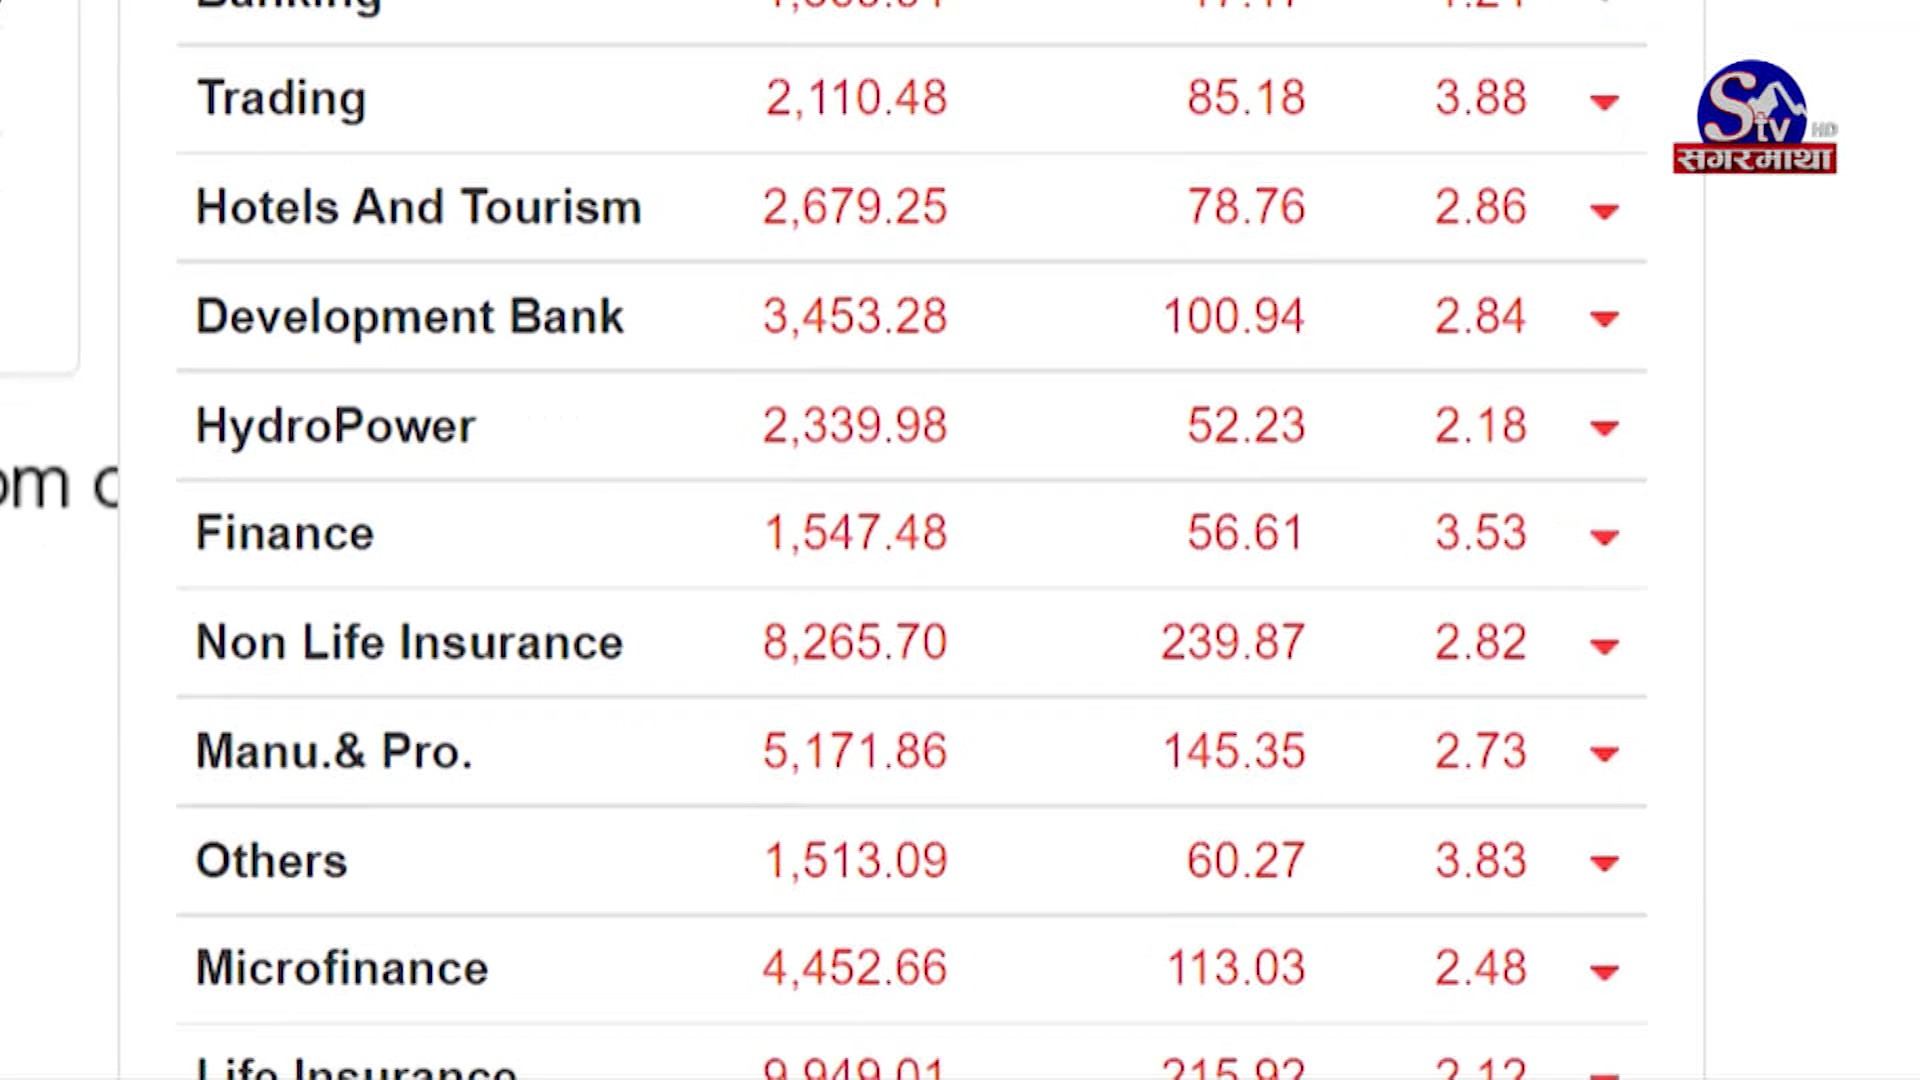 Banking
Trading 2,110.48 85.18 3.88
Hotels And Tourism 2,679.25 78.76 2.86
Development Bank 3,453.28 100.94 2.84
HydroPower 2,339.98 52.23 2.18
Finance 1,547.48 56.61 3.53
Non Life Insurance 8,265.70 239.87 2.82
Manu.& Pro. 5,171.86 145.35 2.73
Others 1,513.09 60.27 3.83
Microfinance 4,452.66 113.03 2.48
Life Insurance 9,949.01 215.92 2.12
om
Stv HD
सगरमाथा